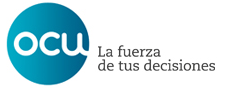 ocu
La fuerza
de tus decisiones